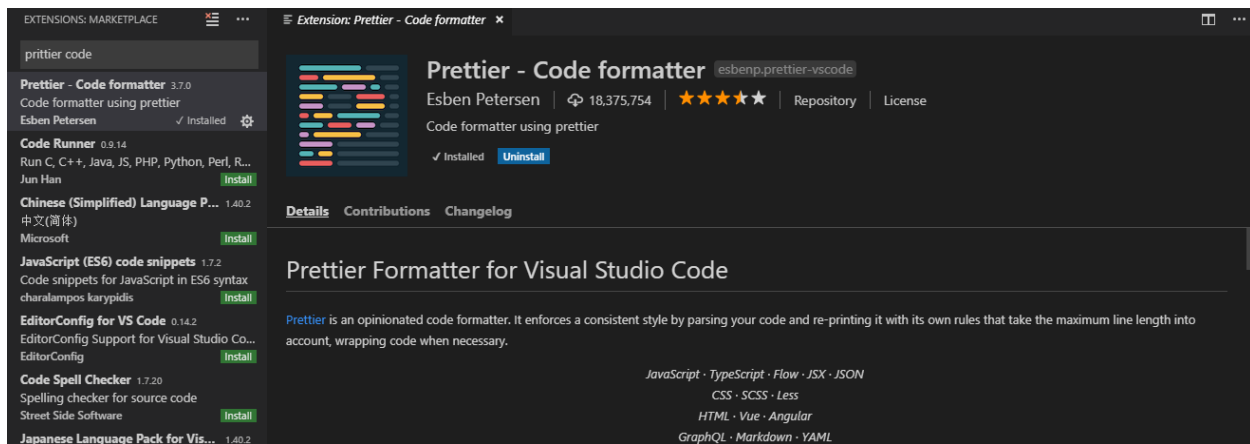 EXTENSIONS: MARKETPLACE
prittier code
Prettier - Code formatter 3.7.0
Code formatter using prettier
Esben Petersen ✓ Installed
Code Runner 0.9.14
Run C, C++, Java, JS, PHP, Python, Perl, R...
Jun Han Install
Chinese (Simplified) Language P... 1.40.2
中文(简体)
Microsoft Install
JavaScript (ES6) code snippets 1.7.2
Code snippets for JavaScript in ES6 syntax
charalampos karypidis Install
EditorConfig for VS Code 0.14.2
EditorConfig Support for Visual Studio Co...
EditorConfig Install
Code Spell Checker 1.7.20
Spelling checker for source code
Street Side Software Install
Japanese Language Pack for Vis... 1.40.2
Extension: Prettier - Code formatter ×
Prettier - Code formatter esbenp.prettier-vscode
Esben Petersen | 18,375,754 | Repository | License
Code formatter using prettier
✓ Installed Uninstall
Details Contributions Changelog
Prettier Formatter for Visual Studio Code
Prettier is an opinionated code formatter. It enforces a consistent style by parsing your code and re-printing it with its own rules that take the maximum line length into
account, wrapping code when necessary.
JavaScript · TypeScript · Flow · JSX · JSON
CSS · SCSS · Less
HTML · Vue · Angular
GraphQL · Markdown · YAML